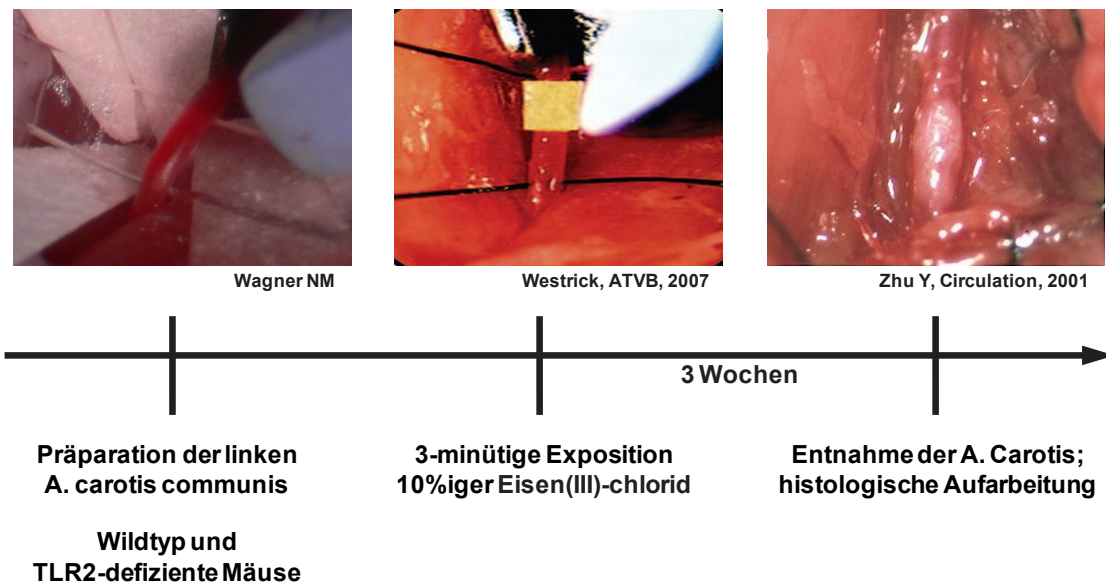 Wagner NM
Westrick, ATVB, 2007
Zhu Y, Circulation, 2001
3 Wochen
Präparation der linken
A. carotis communis
Wildtyp und
TLR2-defiziente Mäuse
3-minütige Exposition
10%iger Eisen(III)-chlorid
Entnahme der A. Carotis;
histologische Aufarbeitung